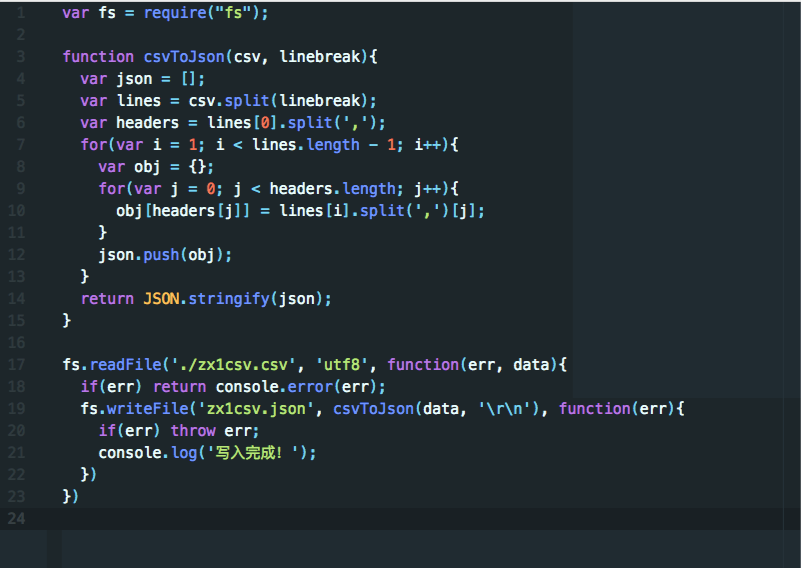 1 var fs = require("fs");
2
3 function csvToJson(csv, linebreak){
4   var json = [];
5   var lines = csv.split(linebreak);
6   var headers = lines[0].split(',');
7   for(var i = 1; i < lines.length - 1; i++){
8     var obj = {};
9     for(var j = 0; j < headers.length; j++){
10       obj[headers[j]] = lines[i].split(',')[j];
11     }
12     json.push(obj);
13   }
14   return JSON.stringify(json);
15 }
16
17 fs.readFile('./zx1csv.csv', 'utf8', function(err, data){
18   if(err) return console.error(err);
19   fs.writeFile('zx1csv.json', csvToJson(data, '\r\n'), function(err){
20     if(err) throw err;
21     console.log('写入完成! ');
22   })
23 })
24